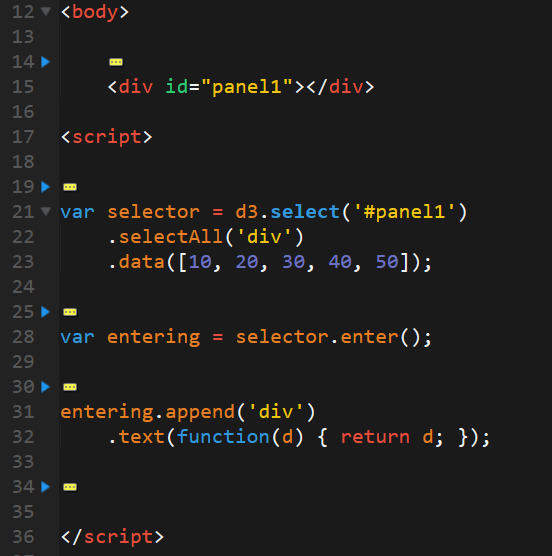 12 <body>
13
14
15 <div id="panel1"></div>
16
17 <script>
18
19
21 var selector = d3.select('#panel1')
22 .selectAll('div')
23 .data([10, 20, 30, 40, 50]);
24
25
28 var entering = selector.enter();
29
30
31 entering.append('div')
32 .text(function(d) { return d; });
33
34
35
36 </script>